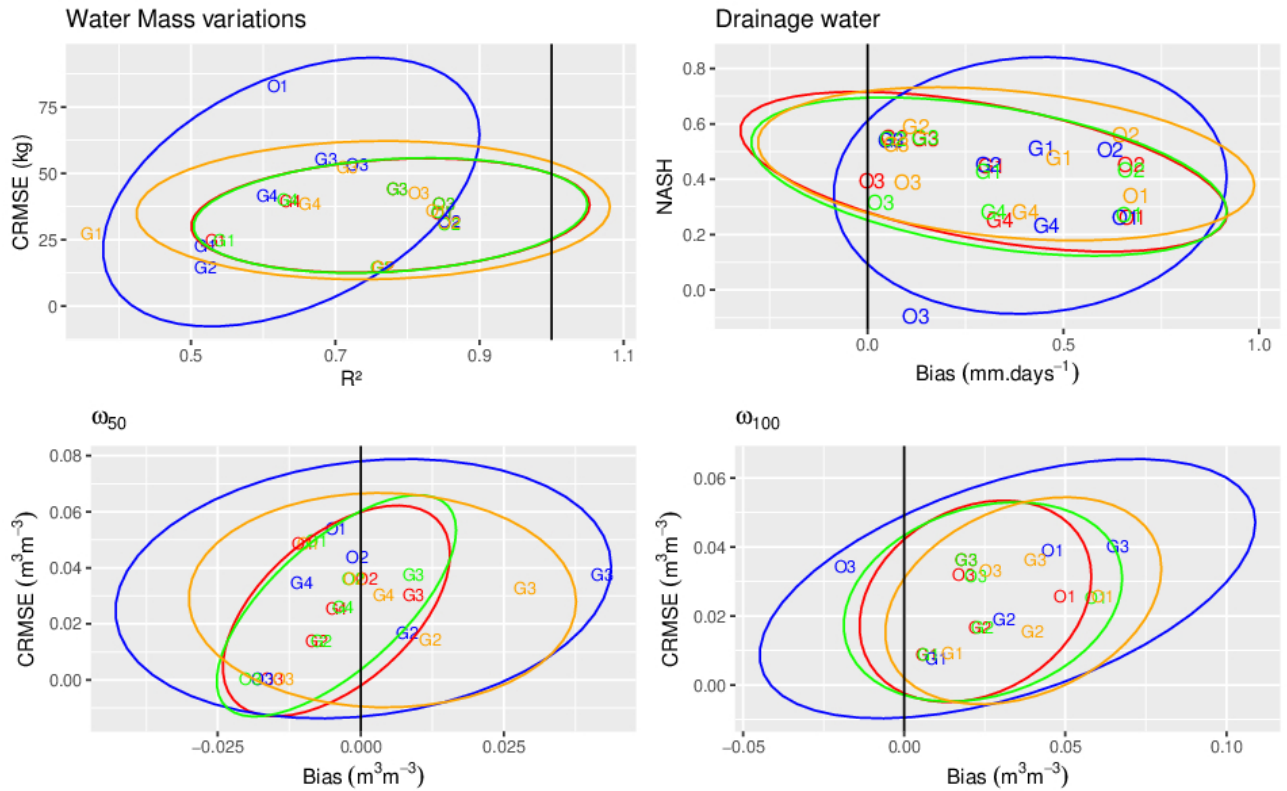 Water Mass variations
CRMSE (kg)
75
50
25
0
O1
G3
O3
G3
G4
G4
G4
G3
O3
O3
O2
G1
G1
G1
G2
0.5
0.7
0.9
1.1
R²
Drainage water
NASH
0.8
0.6
0.4
0.2
0.0
G2
O2
G3
G1
G1
O2
O2
G1
O3
O3
O3
O1
G4
G4
G4
G4
O1
O3
0.0
0.5
1.0
Bias (mm.days⁻¹)
ω₅₀
CRMSE (m³m⁻³)
0.08
0.06
0.04
0.02
0.00
O1
O2
O2
G3
G3
G4
G3
G3
G4
G4
G4
G2
G2
G2
O3
−0.025
0.000
0.025
Bias (m³m⁻³)
ω₁₀₀
CRMSE (m³m⁻³)
0.06
0.04
0.02
0.00
O1
G3
G3
G3
O3
O3
O3
O1
O1
G2
G2
G2
G1
G1
G1
−0.05
0.00
0.05
0.10
Bias (m³m⁻³)